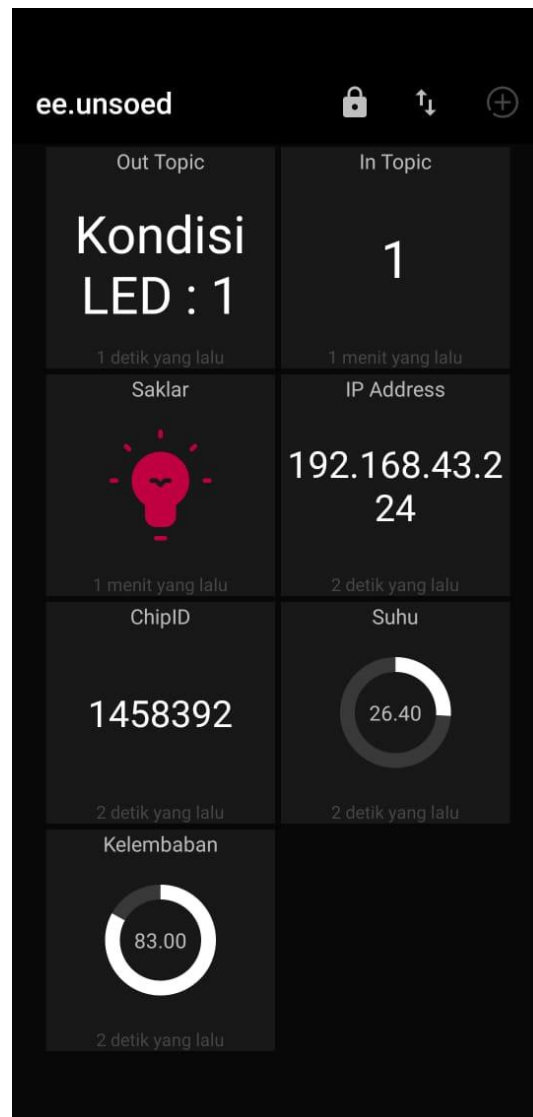 ee.unsoed
Out Topic
Kondisi
LED : 1
1 detik yang lalu
In Topic
1
1 menit yang lalu
Saklar
1 menit yang lalu
IP Address
192.168.43.2
24
2 detik yang lalu
ChipID
1458392
2 detik yang lalu
Suhu
26.40
2 detik yang lalu
Kelembaban
83.00
2 detik yang lalu